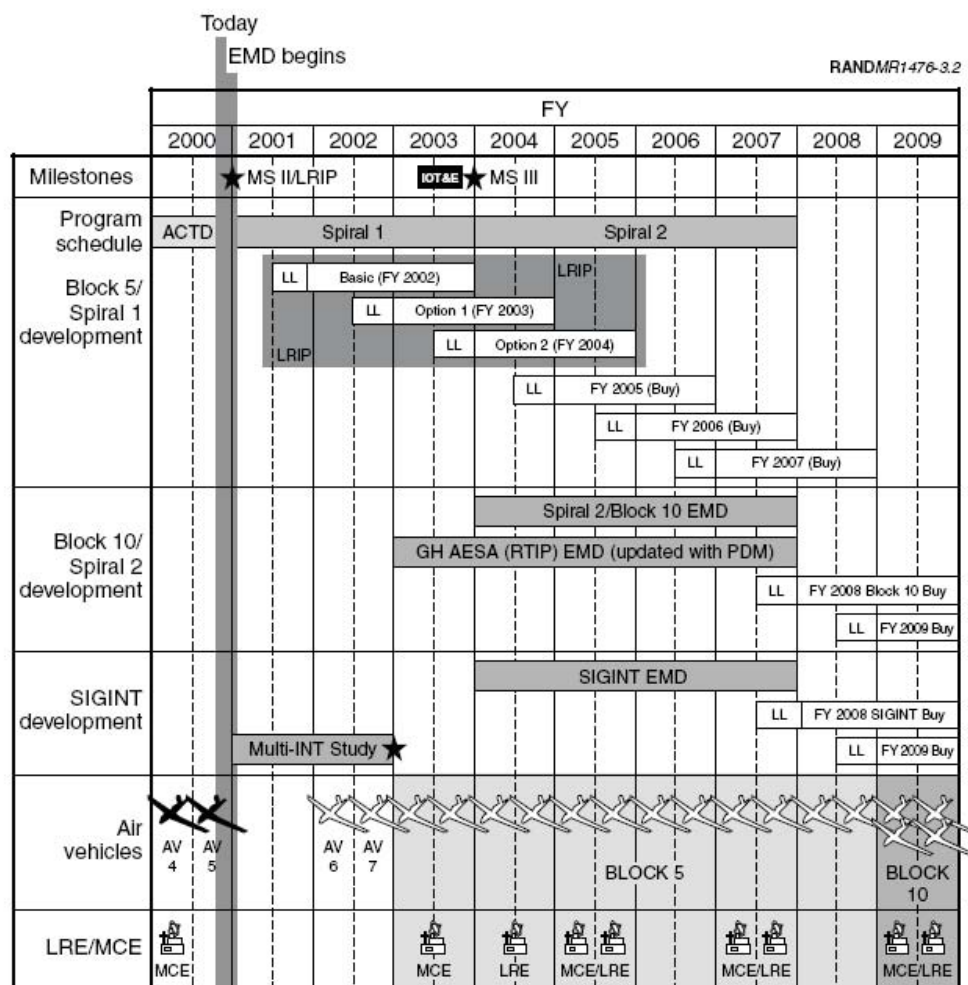 Today
EMD begins
RANDMR1476-3.2
FY
2000 2001 2002 2003 2004 2005 2006 2007 2008 2009
Milestones
MS II/LRIP
IOT&E
MS III
Program
schedule
ACTD
Spiral 1
Spiral 2
Block 5/
Spiral 1
development
LL
Basic (FY 2002)
LRIP
LL
Option 1 (FY 2003)
LRIP
LL
Option 2 (FY 2004)
LL
FY 2005 (Buy)
LL
FY 2006 (Buy)
LL
FY 2007 (Buy)
Block 10/
Spiral 2
development
Spiral 2/Block 10 EMD
GH AESA (RTIP) EMD (updated with PDM)
LL
FY 2008 Block 10 Buy
LL
FY 2009 Buy
SIGINT
development
SIGINT EMD
LL
FY 2008 SIGINT Buy
Multi-INT Study
LL
FY 2009 Buy
Air
vehicles
AV
4
AV
5
AV
6
AV
7
BLOCK 5
BLOCK
10
LRE/MCE
MCE
MCE
LRE
MCE/LRE
MCE/LRE
MCE/LRE